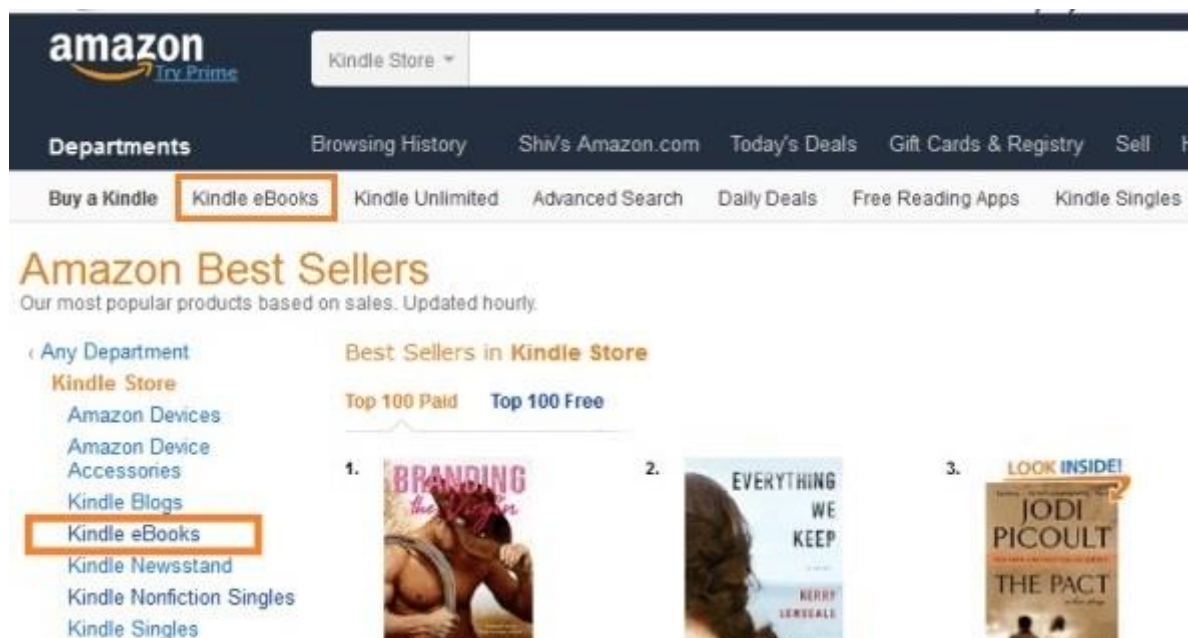 amazon
Try Prime
Kindle Store
Departments
Browsing History Shiv's Amazon.com Today's Deals Gift Cards & Registry Sell H
Buy a Kindle Kindle eBooks Kindle Unlimited Advanced Search Daily Deals Free Reading Apps Kindle Singles
Amazon Best Sellers
Our most popular products based on sales. Updated hourly.
‹ Any Department
Kindle Store
Amazon Devices
Amazon Device
Accessories
Kindle Blogs
Kindle eBooks
Kindle Newsstand
Kindle Nonfiction Singles
Kindle Singles
Best Sellers in Kindle Store
Top 100 Paid Top 100 Free
1.
BRANDING
the Virgin
2.
EVERYTHING
WE
KEEP
KERRY
LONSDALE
3.
LOOK INSIDE!
JODI
PICOULT
THE PACT